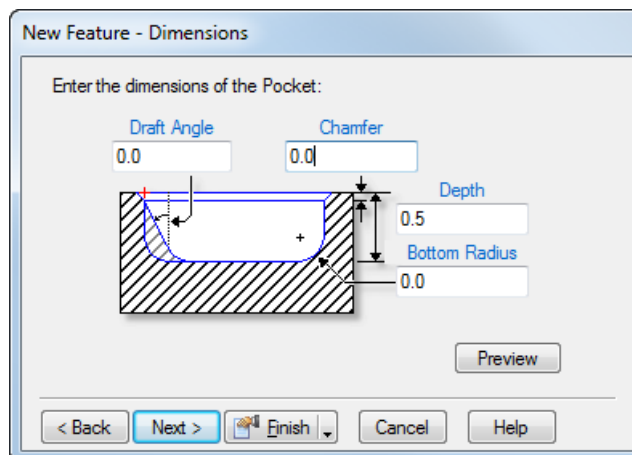 New Feature - Dimensions
Enter the dimensions of the Pocket:
Draft Angle
Chamfer
0.0
0.0
Depth
0.5
Bottom Radius
0.0
Preview
< Back
Next >
Finish
Cancel
Help